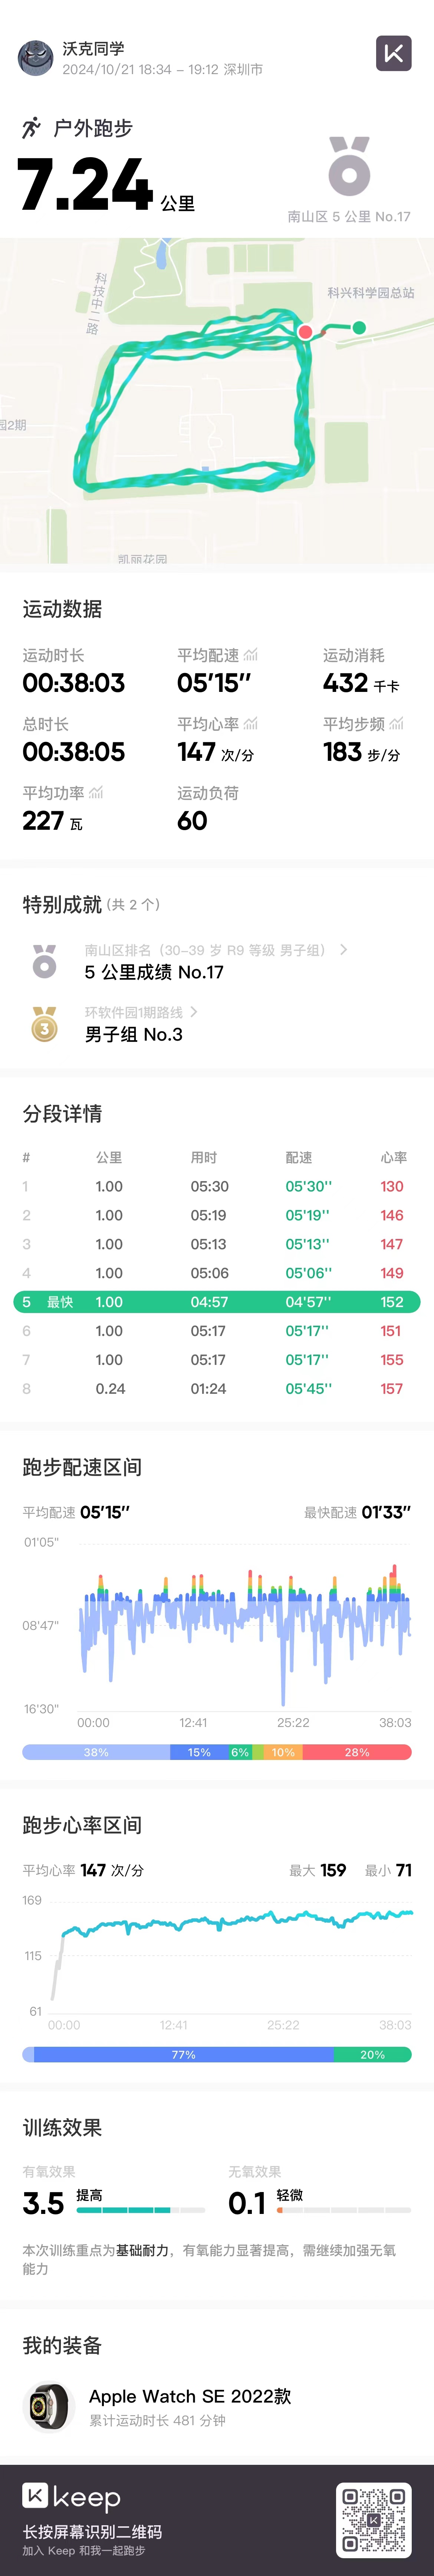 沃克同学
2024/10/21 18:34 - 19:12 深圳市
户外跑步
7.24 公里
南山区 5 公里 No.17
科技中二路
科兴科学园总站
园2期
凯丽花园
运动数据
运动时长 平均配速 运动消耗
00:38:03 05'15'' 432 千卡
总时长 平均心率 平均步频
00:38:05 147 次/分 183 步/分
平均功率 运动负荷
227 瓦 60
特别成就 (共 2 个)
南山区排名（30-39 岁 R9 等级 男子组）
5 公里成绩 No.17
环软件园1期路线
3
男子组 No.3
分段详情
# 公里 用时 配速 心率
1 1.00 05:30 05'30'' 130
2 1.00 05:19 05'19'' 146
3 1.00 05:13 05'13'' 147
4 1.00 05:06 05'06'' 149
5 最快 1.00 04:57 04'57'' 152
6 1.00 05:17 05'17'' 151
7 1.00 05:17 05'17'' 155
8 0.24 01:24 05'45'' 157
跑步配速区间
平均配速 05'15'' 最快配速 01'33''
01'05"
08'47"
16'30"
00:00 12:41 25:22 38:03
38% 15% 6% 10% 28%
跑步心率区间
平均心率 147 次/分 最大 159 最小 71
169
115
61
00:00 12:41 25:22 38:03
77% 20%
训练效果
有氧效果 无氧效果
3.5 提高 0.1 轻微
本次训练重点为基础耐力，有氧能力显著提高，需继续加强无氧
能力
我的装备
Apple Watch SE 2022款
累计运动时长 481 分钟
keep
长按屏幕识别二维码
加入 Keep 和我一起跑步